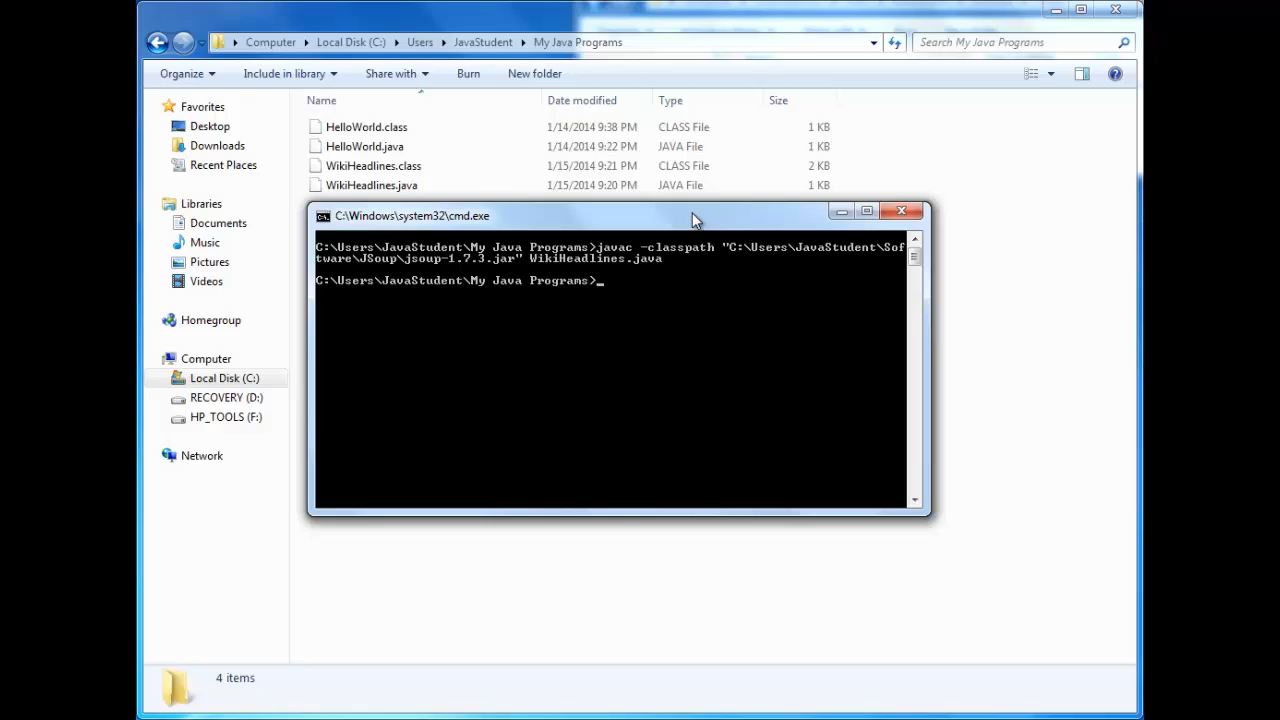 Computer Local Disk (C:) Users JavaStudent My Java Programs Search My Java Programs
Organize Include in library Share with Burn New folder
Favorites
Desktop
Downloads
Recent Places
Libraries
Documents
Music
Pictures
Videos
Homegroup
Computer
Local Disk (C:)
RECOVERY (D:)
HP_TOOLS (F:)
Network
Name Date modified Type Size
HelloWorld.class 1/14/2014 9:38 PM CLASS File 1 KB
HelloWorld.java 1/14/2014 9:22 PM JAVA File 1 KB
WikiHeadlines.class 1/15/2014 9:21 PM CLASS File 2 KB
WikiHeadlines.java 1/15/2014 9:20 PM JAVA File 1 KB
C:\Windows\system32\cmd.exe
C:\Users\JavaStudent\My Java Programs>javac -classpath "C:\Users\JavaStudent\Sof
tware\JSoup\jsoup-1.7.3.jar" WikiHeadlines.java
C:\Users\JavaStudent\My Java Programs>_
4 items